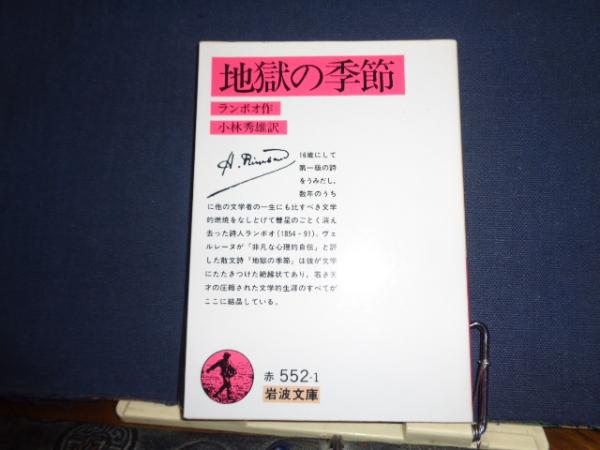 地獄の季節
ランボオ作
小林秀雄訳
A. Rimbaud
16歳にして
第一級の詩
をうみだし,
数年のうち
に他の文学者の一生にも比すべき文学
的燃焼をなしとげて彗星のごとく消え
去った詩人ランボオ(1854‐91).ヴェ
ルレーヌが「非凡な心理的自伝」と評
した散文詩「地獄の季節」は彼が文学
にたたきつけた絶縁状であり,若き天
才の圧縮された文学的生涯のすべてが
ここに結晶している.
赤 552-1
岩波文庫